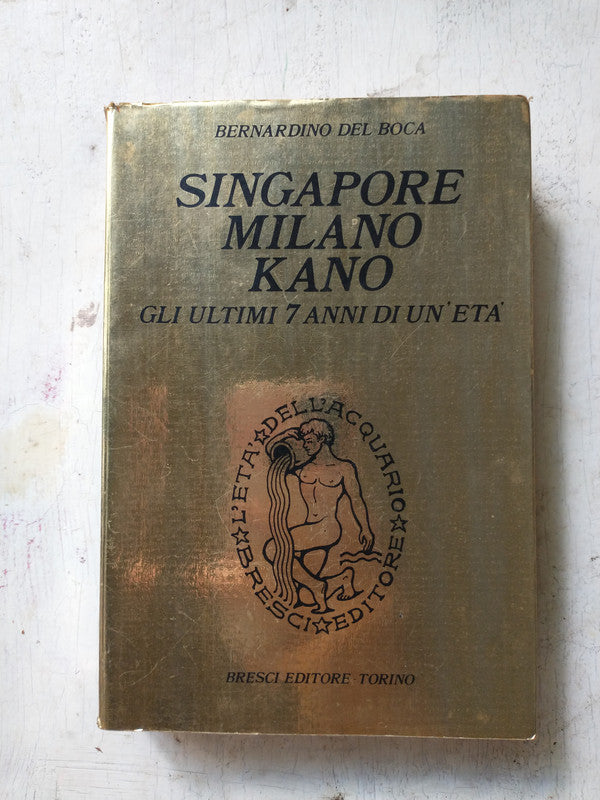 BERNARDINO DEL BOCA
SINGAPORE
MILANO
KANO
GLI ULTIMI 7 ANNI DI UN'ETA'
L'ETA' ☆ DELL'ACQUARIO ☆
BRESCI ☆ EDITORE ☆
BRESCI EDITORE · TORINO